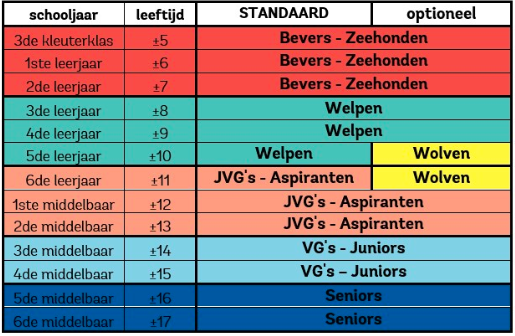 schooljaar leeftijd STANDAARD optioneel
3de kleuterklas ±5 Bevers - Zeehonden
1ste leerjaar ±6 Bevers - Zeehonden
2de leerjaar ±7 Bevers - Zeehonden
3de leerjaar ±8 Welpen
4de leerjaar ±9 Welpen
5de leerjaar ±10 Welpen Wolven
6de leerjaar ±11 JVG's - Aspiranten Wolven
1ste middelbaar ±12 JVG's - Aspiranten
2de middelbaar ±13 JVG's - Aspiranten
3de middelbaar ±14 VG's - Juniors
4de middelbaar ±15 VG's – Juniors
5de middelbaar ±16 Seniors
6de middelbaar ±17 Seniors